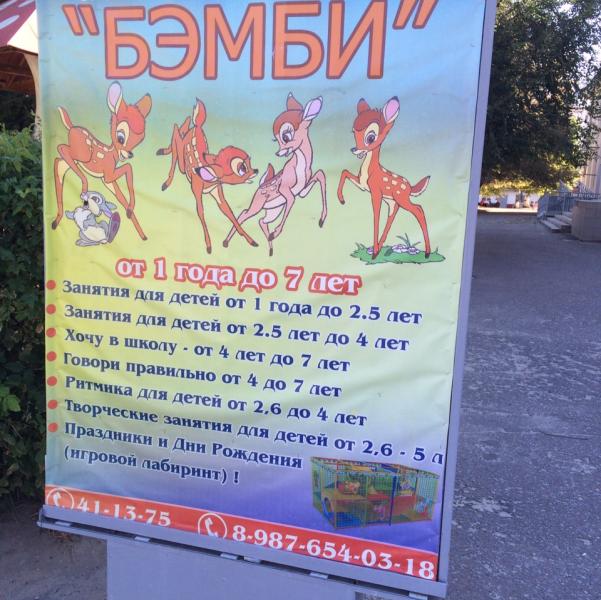 "БЭМБИ"
от 1 года до 7 лет
Занятия для детей от 1 года до 2.5 лет
Занятия для детей от 2.5 лет до 4 лет
Хочу в школу - от 4 лет до 7 лет
Говори правильно от 4 до 7 лет
Ритмика для детей от 2,6 до 4 лет
Творческие занятия для детей от 2,6 - 5 л
Праздники и Дни Рождения
(игровой лабиринт) !
41-13-75 8-987-654-03-18